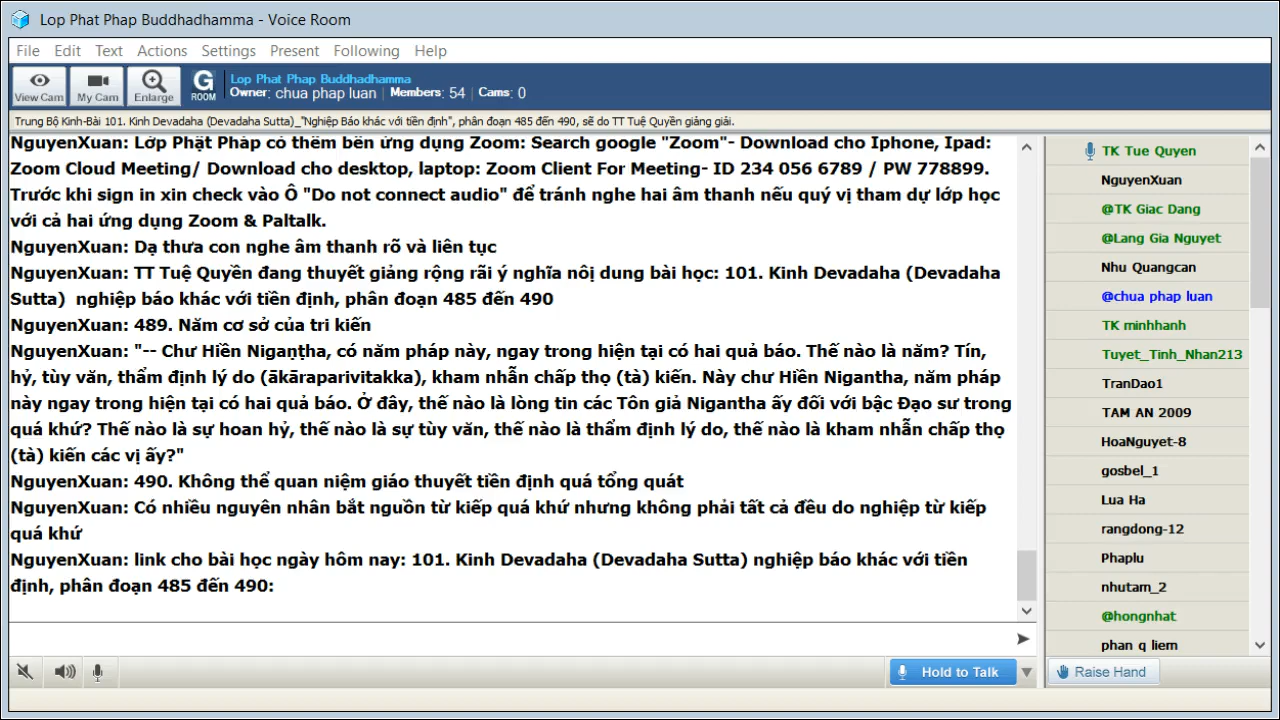 Lop Phat Phap Buddhadhamma - Voice Room
File Edit Text Actions Settings Present Following Help
View Cam My Cam Enlarge G ROOM
Lop Phat Phap Buddhadhamma
Owner: chua phap luan Members: 54 Cams: 0
Trung Bộ Kinh-Bài 101. Kinh Devadaha (Devadaha Sutta)_"Nghiệp Báo khác với tiền định", phân đoạn 485 đến 490, sẽ do TT Tuệ Quyền giảng giải.
NguyenXuan: Lớp Phật Pháp có thêm bên ứng dụng Zoom: Search google "Zoom"- Download cho Iphone, Ipad:
Zoom Cloud Meeting/ Download cho desktop, laptop: Zoom Client For Meeting- ID 234 056 6789 / PW 778899.
Trước khi sign in xin check vào Ô "Do not connect audio" để tránh nghe hai âm thanh nếu quý vị tham dự lớp học
với cả hai ứng dụng Zoom & Paltalk.
NguyenXuan: Dạ thưa con nghe âm thanh rõ và liên tục
NguyenXuan: TT Tuệ Quyền đang thuyết giảng rộng rãi ý nghĩa nôị dung bài học: 101. Kinh Devadaha (Devadaha
Sutta) nghiệp báo khác với tiền định, phân đoạn 485 đến 490
NguyenXuan: 489. Năm cơ sở của tri kiến
NguyenXuan: "-- Chư Hiền Nigaṇṭha, có năm pháp này, ngay trong hiện tại có hai quả báo. Thế nào là năm? Tín,
hỷ, tùy văn, thẩm định lý do (ākāraparivitakka), kham nhẫn chấp thọ (tà) kiến. Này chư Hiền Nigantha, năm pháp
này ngay trong hiện tại có hai quả báo. Ở đây, thế nào là lòng tin các Tôn giả Nigantha ấy đối với bậc Đạo sư trong
quá khứ? Thế nào là sự hoan hỷ, thế nào là sự tùy văn, thế nào là thẩm định lý do, thế nào là kham nhẫn chấp thọ
(tà) kiến các vị ấy?"
NguyenXuan: 490. Không thể quan niệm giáo thuyết tiền định quá tổng quát
NguyenXuan: Có nhiều nguyên nhân bắt nguồn từ kiếp quá khứ nhưng không phải tất cả đều do nghiệp từ kiếp
quá khứ
NguyenXuan: link cho bài học ngày hôm nay: 101. Kinh Devadaha (Devadaha Sutta) nghiệp báo khác với tiền
định, phân đoạn 485 đến 490:
TK Tue Quyen
NguyenXuan
@TK Giac Dang
@Lang Gia Nguyet
Nhu Quangcan
@chua phap luan
TK minhhanh
Tuyet_Tinh_Nhan213
TranDao1
TAM AN 2009
HoaNguyet-8
gosbel_1
Lua Ha
rangdong-12
Phaplu
nhutam_2
@hongnhat
phan q liem
Hold to Talk
Raise Hand